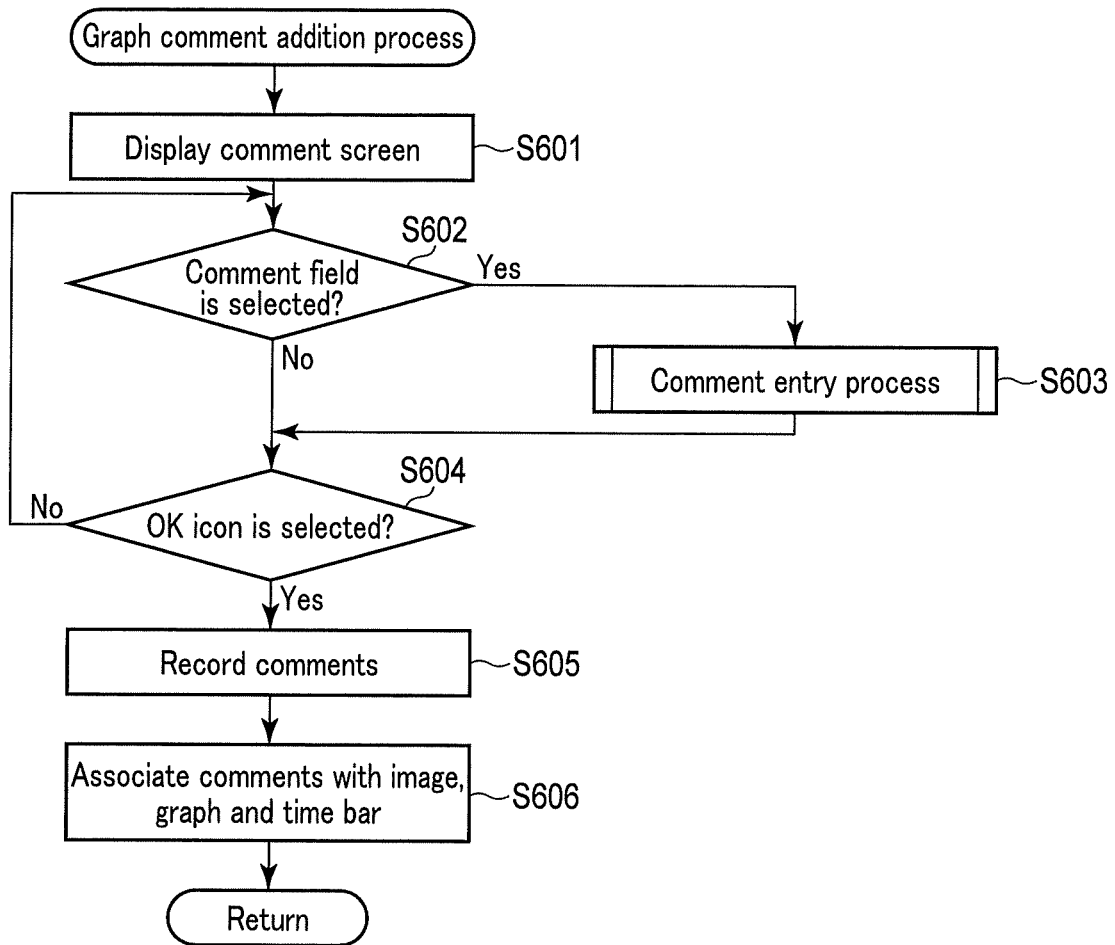 Graph comment addition process
Display comment screen
S601
S602
Comment field
is selected?
Yes
No
Comment entry process
S603
S604
No
OK icon is selected?
Yes
Record comments
S605
Associate comments with image,
graph and time bar
S606
Return